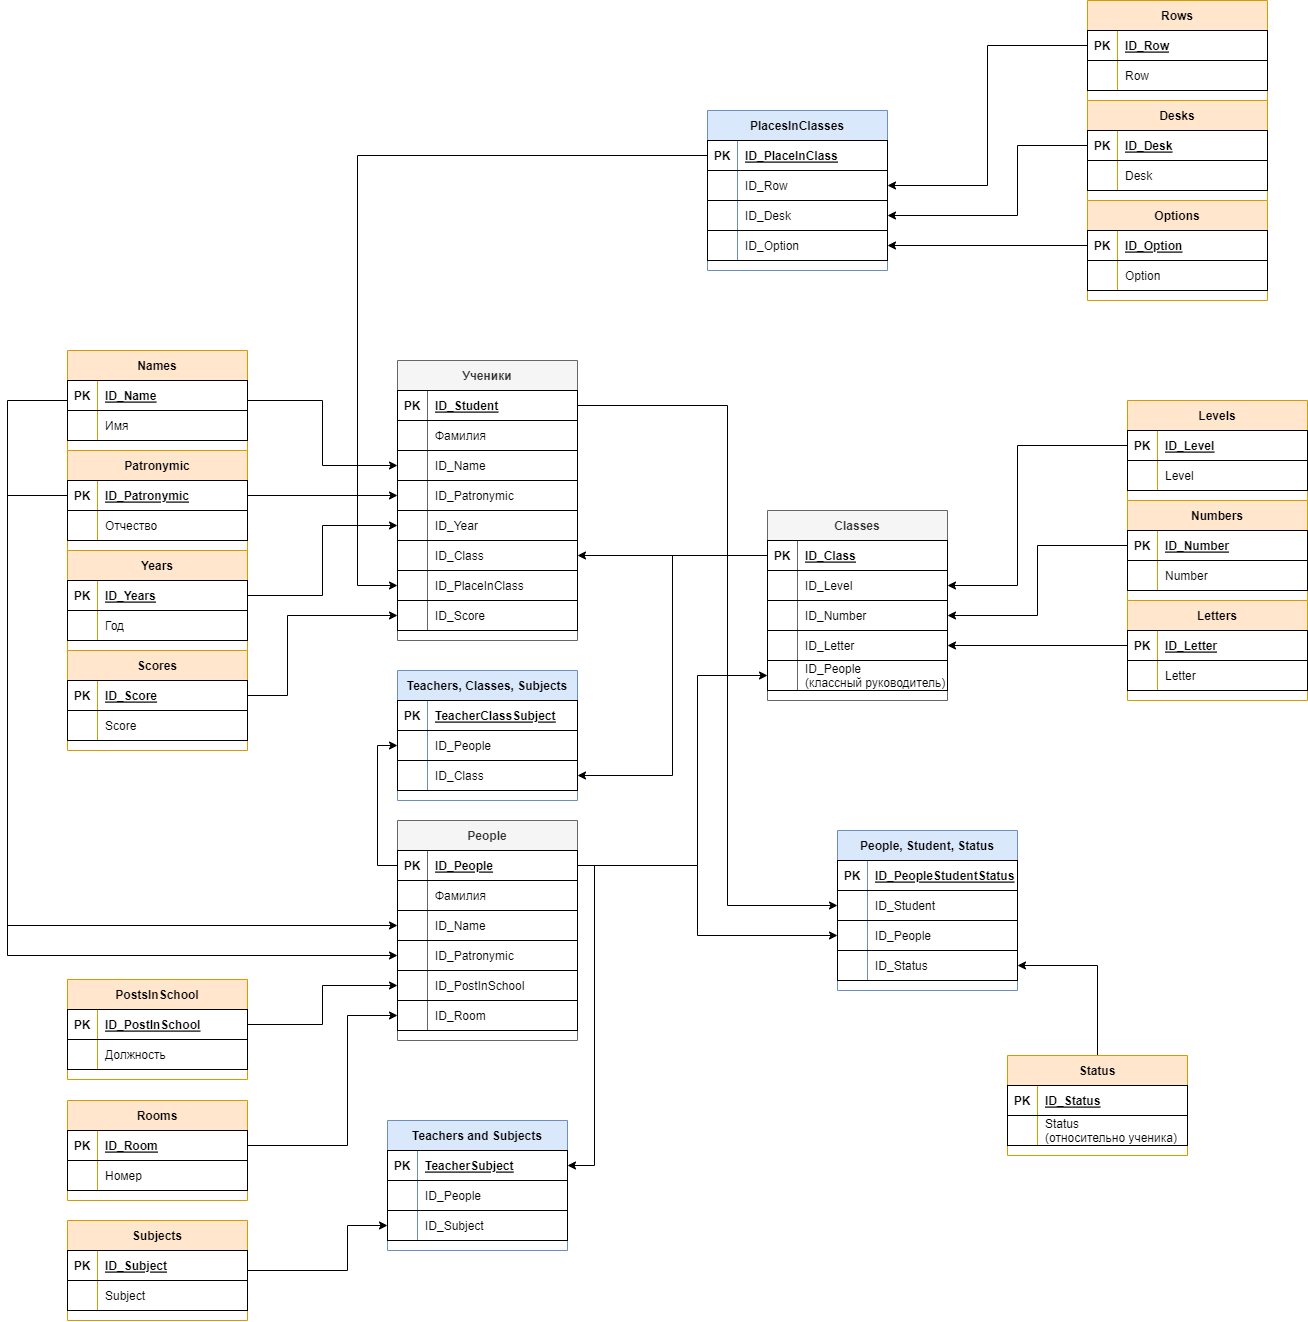 Rows
PK ID_Row
Row
Desks
PK ID_Desk
Desk
Options
PK ID_Option
Option
PlacesInClasses
PK ID_PlaceInClass
ID_Row
ID_Desk
ID_Option
Names
PK ID_Name
Имя
Patronymic
PK ID_Patronymic
Отчество
Years
PK ID_Years
Год
Scores
PK ID_Score
Score
Ученики
PK ID_Student
Фамилия
ID_Name
ID_Patronymic
ID_Year
ID_Class
ID_PlaceInClass
ID_Score
Classes
PK ID_Class
ID_Level
ID_Number
ID_Letter
ID_People
(классный руководитель)
Levels
PK ID_Level
Level
Numbers
PK ID_Number
Number
Letters
PK ID_Letter
Letter
Teachers, Classes, Subjects
PK TeacherClassSubject
ID_People
ID_Class
People
PK ID_People
Фамилия
ID_Name
ID_Patronymic
ID_PostInSchool
ID_Room
People, Student, Status
PK ID_PeopleStudentStatus
ID_Student
ID_People
ID_Status
PostsInSchool
PK ID_PostInSchool
Должность
Rooms
PK ID_Room
Номер
Subjects
PK ID_Subject
Subject
Teachers and Subjects
PK TeacherSubject
ID_People
ID_Subject
Status
PK ID_Status
Status
(относительно ученика)